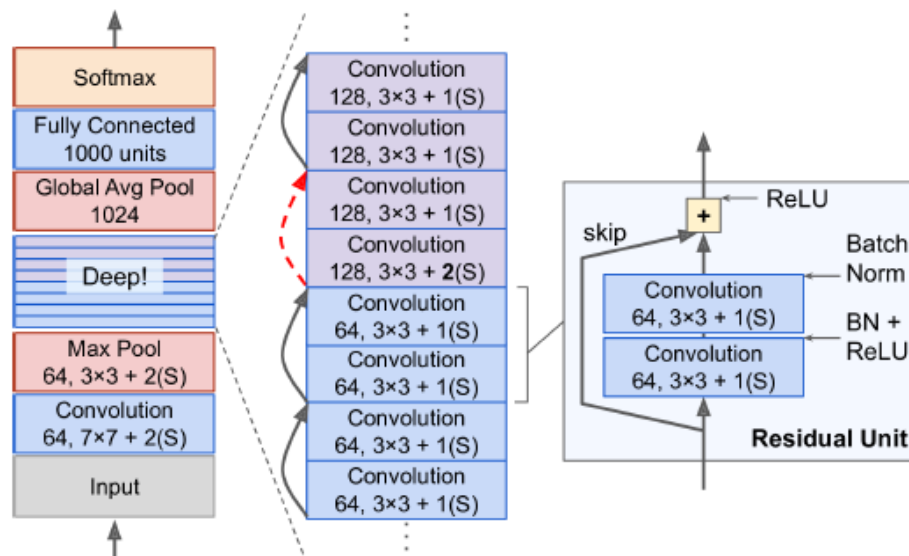 Softmax
Fully Connected
1000 units
Global Avg Pool
1024
Deep!
Max Pool
64, 3×3 + 2(S)
Convolution
64, 7×7 + 2(S)
Input
Convolution
128, 3×3 + 1(S)
Convolution
128, 3×3 + 1(S)
Convolution
128, 3×3 + 1(S)
Convolution
128, 3×3 + 2(S)
Convolution
64, 3×3 + 1(S)
Convolution
64, 3×3 + 1(S)
Convolution
64, 3×3 + 1(S)
Convolution
64, 3×3 + 1(S)
ReLU
+
skip
Batch
Norm
Convolution
64, 3×3 + 1(S)
BN +
ReLU
Convolution
64, 3×3 + 1(S)
Residual Unit